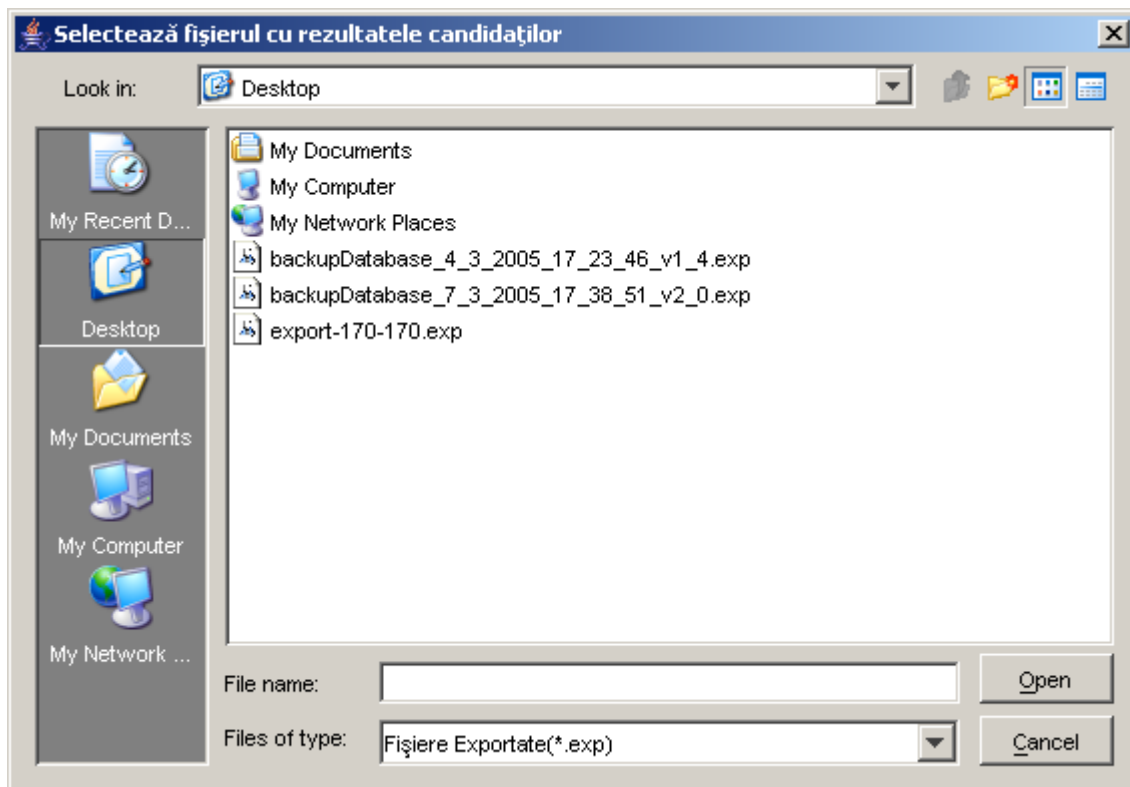 Selectează fişierul cu rezultatele candidaţilor
Look in:
Desktop
My Recent D...
Desktop
My Documents
My Computer
My Network ...
My Documents
My Computer
My Network Places
backupDatabase_4_3_2005_17_23_46_v1_4.exp
backupDatabase_7_3_2005_17_38_51_v2_0.exp
export-170-170.exp
File name:
Open
Files of type:
Fişiere Exportate(*.exp)
Cancel